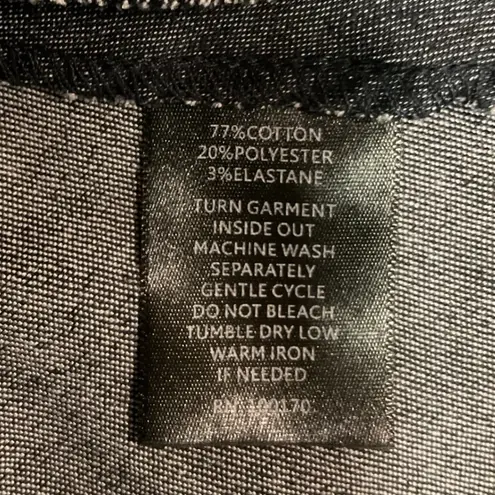 77%COTTON
20%POLYESTER
3%ELASTANE
TURN GARMENT
INSIDE OUT
MACHINE WASH
SEPARATELY
GENTLE CYCLE
DO NOT BLEACH
TUMBLE DRY LOW
WARM IRON
IF NEEDED
RN